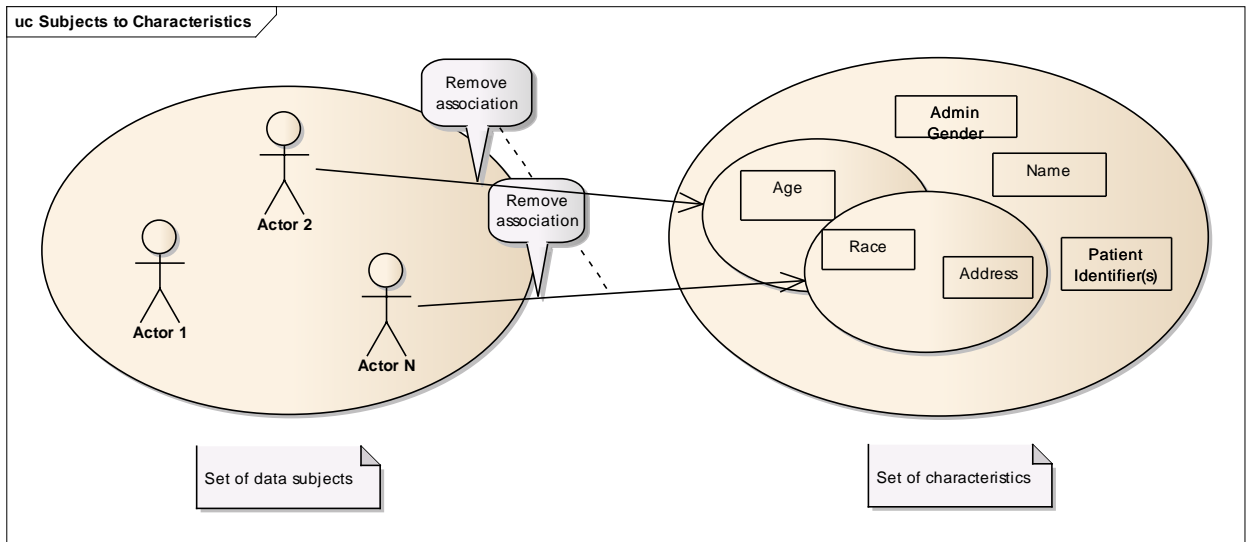 uc Subjects to Characteristics
Remove
association
Remove
association
Actor 2
Actor 1
Actor N
Admin
Gender
Name
Age
Race
Address
Patient
Identifier(s)
Set of data subjects
Set of characteristics